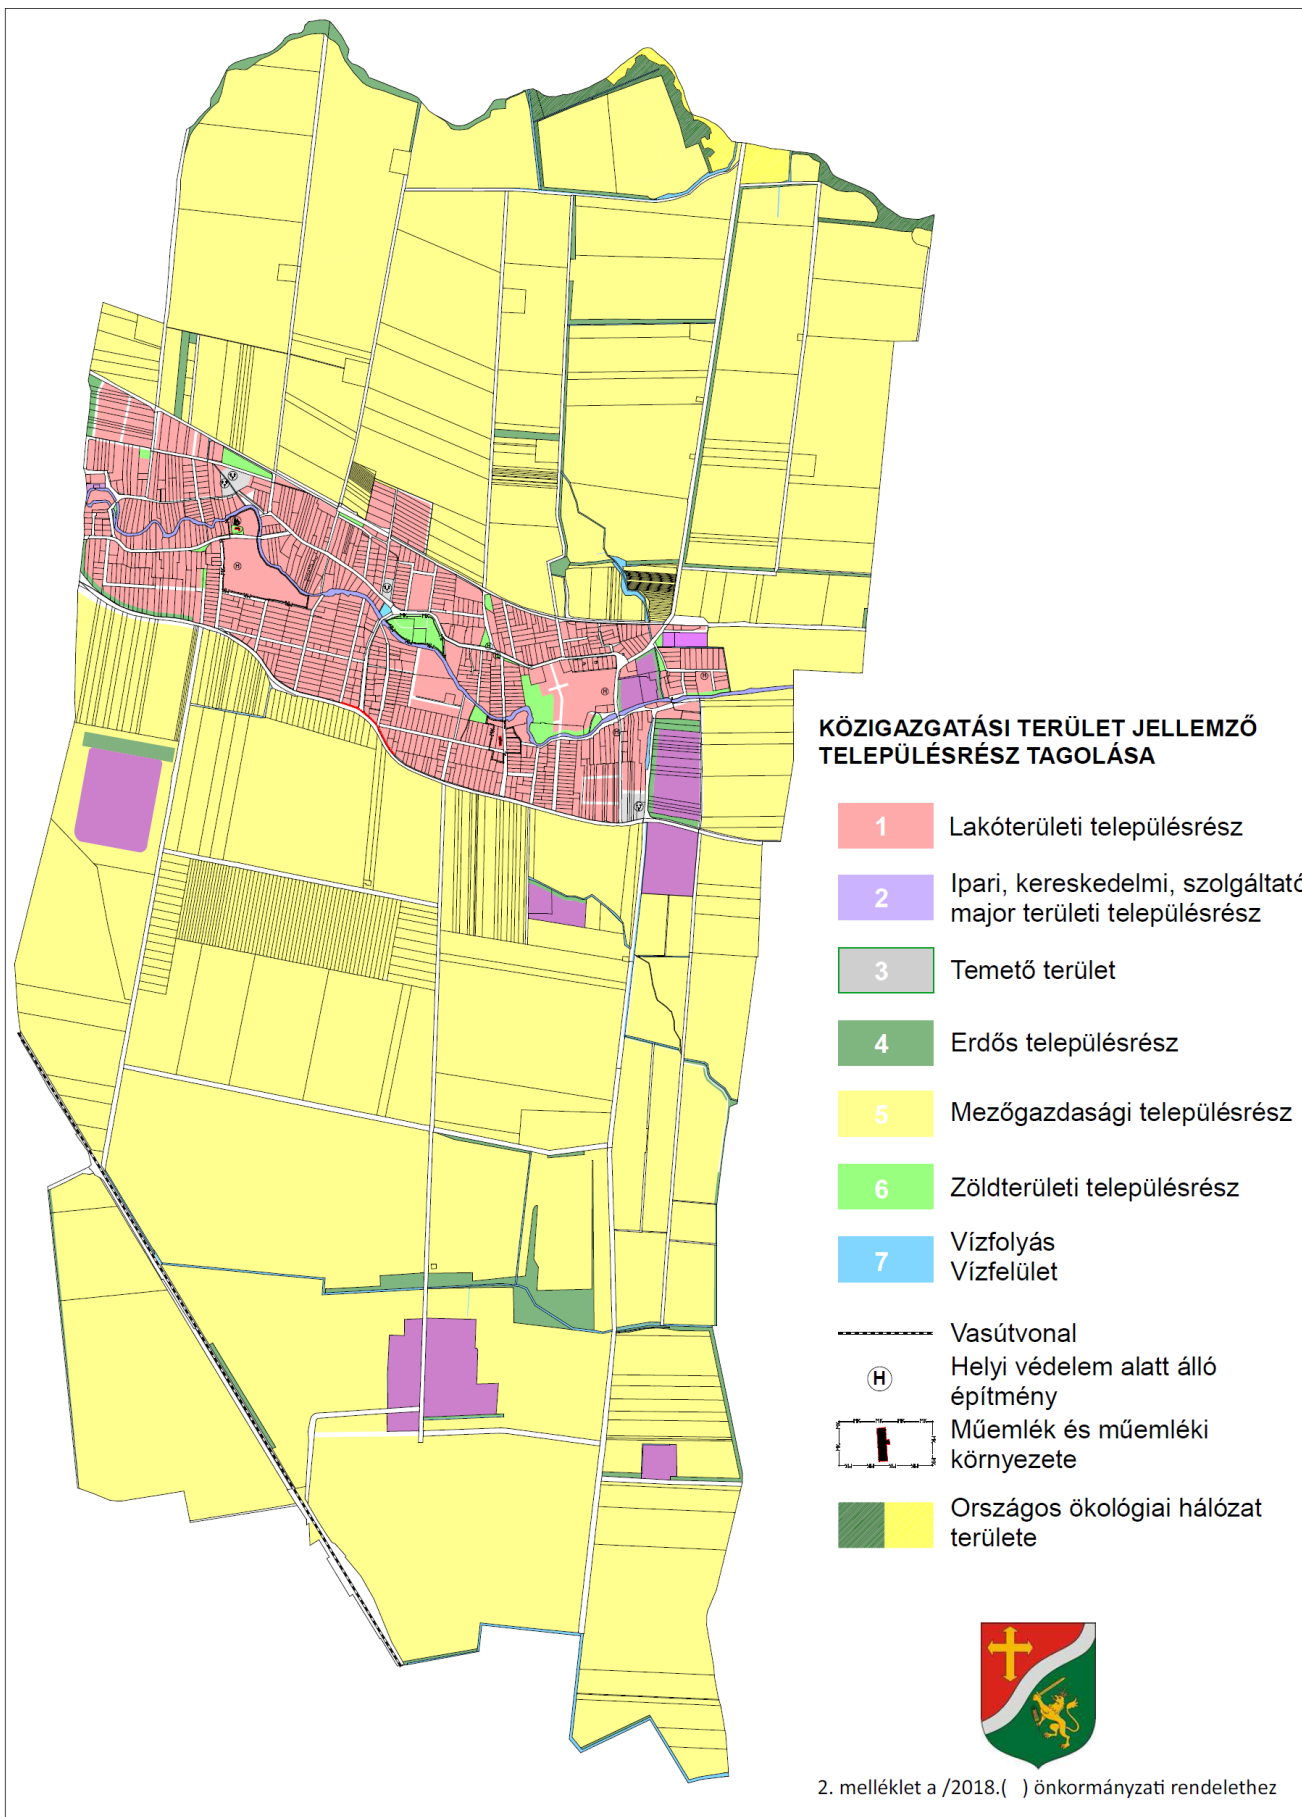 KÖZIGAZGATÁSI TERÜLET JELLEMZŐ
TELEPÜLÉSRÉSZ TAGOLÁSA
1 Lakóterületi településrész
2 Ipari, kereskedelmi, szolgáltató
major területi településrész
3 Temető terület
4 Erdős településrész
5 Mezőgazdasági településrész
6 Zöldterületi településrész
7 Vízfolyás
Vízfelület
Vasútvonal
H Helyi védelem alatt álló
építmény
Műemlék és műemléki
környezete
Országos ökológiai hálózat
területe
2. melléklet a /2018.( ) önkormányzati rendelethez